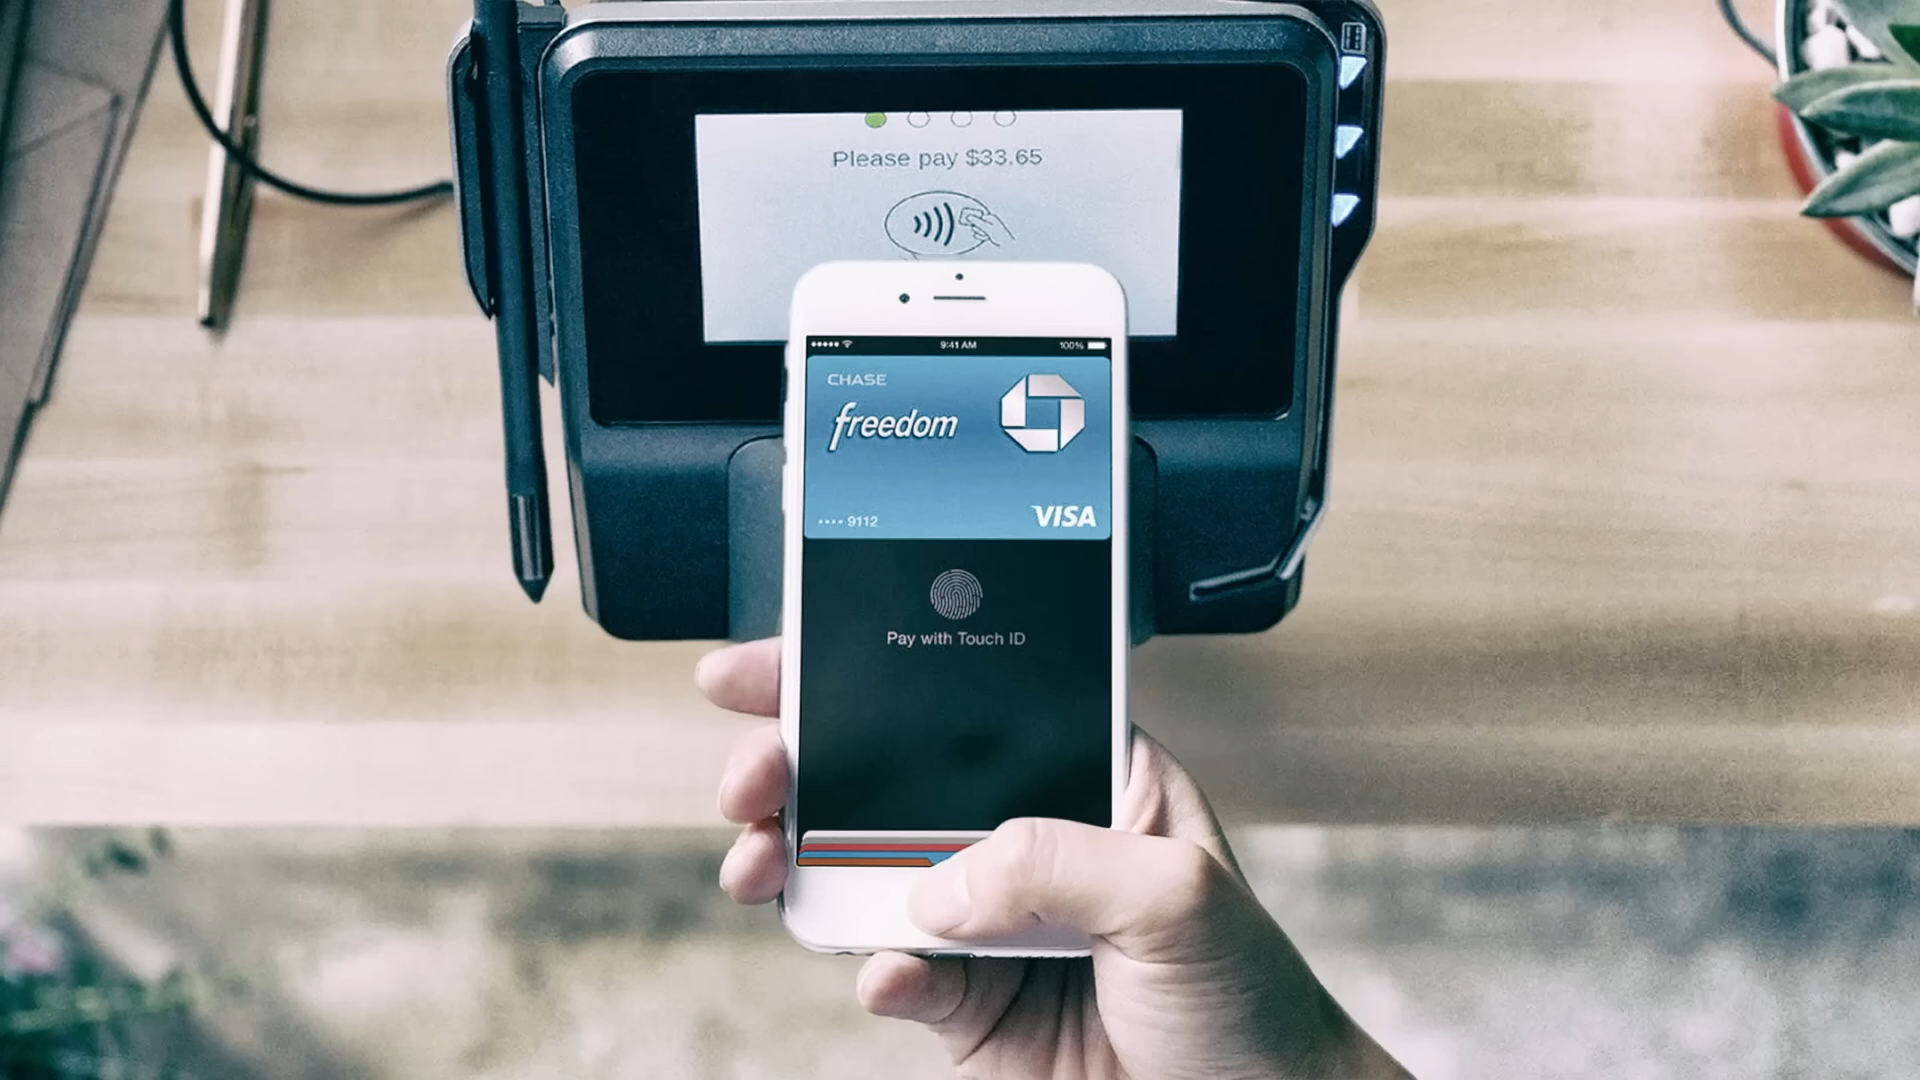 Please pay $33.65
9:41 AM
100%
CHASE
freedom
•••• 9112
VISA
Pay with Touch ID